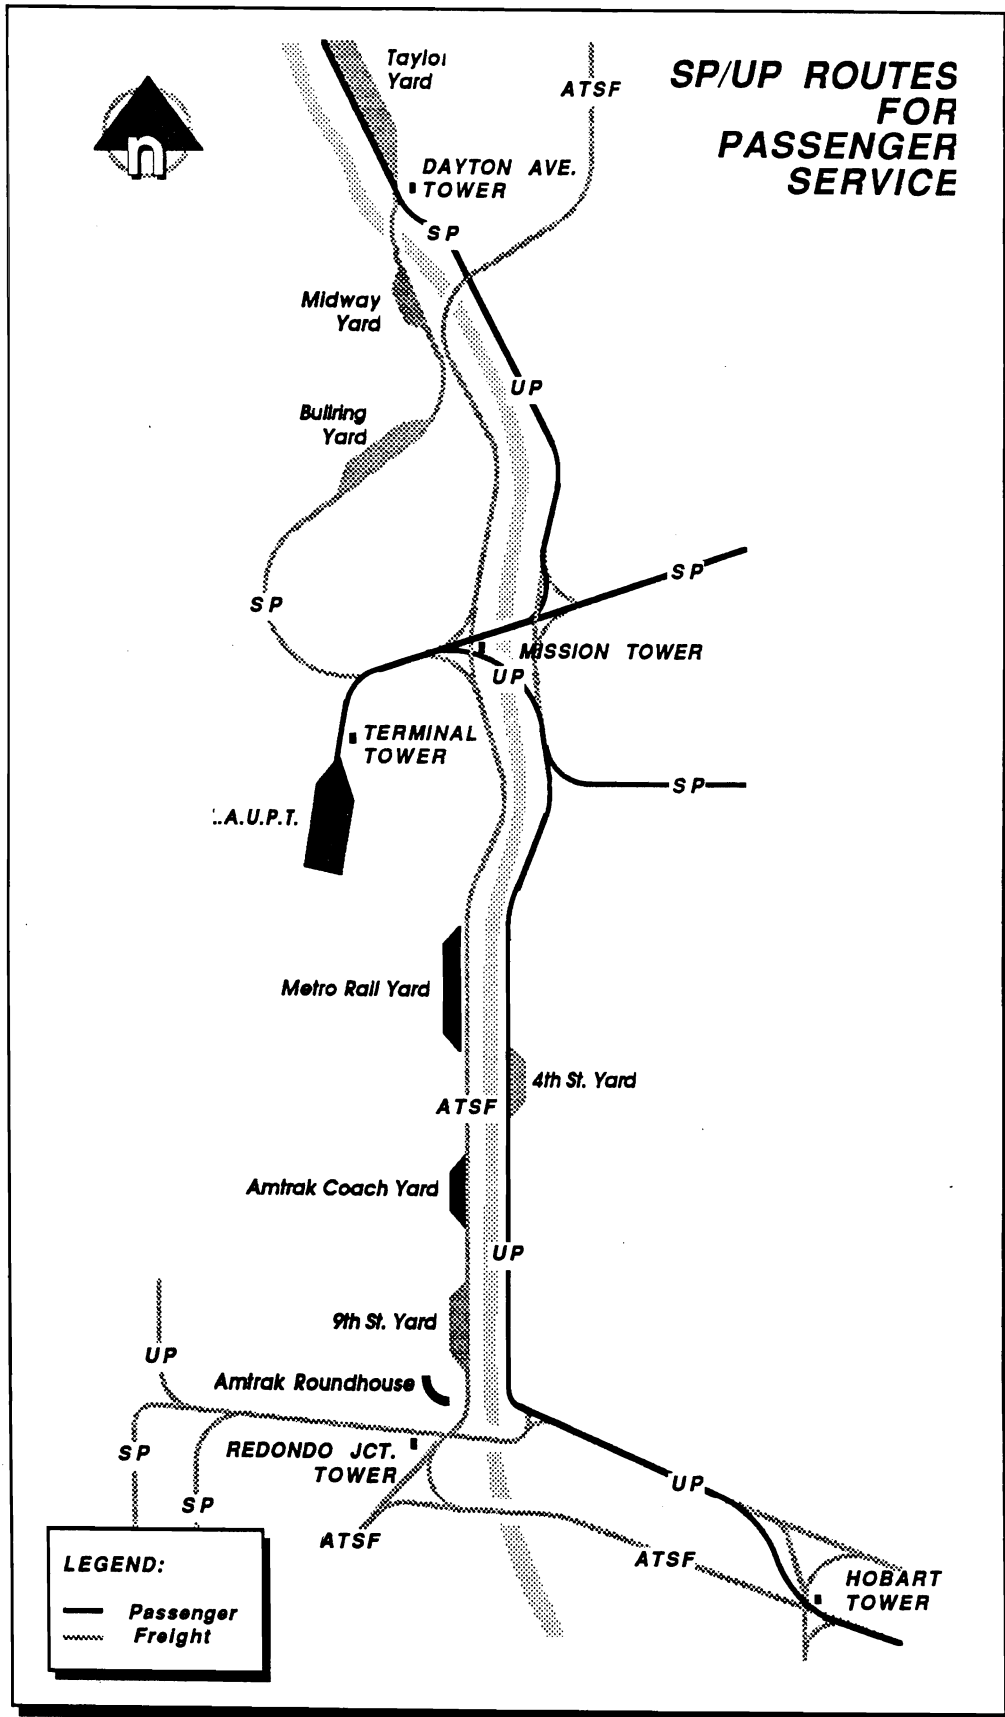 SP/UP ROUTES
FOR
PASSENGER
SERVICE
n
Taylor
Yard
ATSF
DAYTON AVE.
TOWER
SP
Midway
Yard
UP
Bullring
Yard
SP
SP
MISSION TOWER
UP
TERMINAL
TOWER
SP
L.A.U.P.T.
Metro Rail Yard
4th St. Yard
ATSF
Amtrak Coach Yard
UP
9th St. Yard
UP
Amtrak Roundhouse
SP
REDONDO JCT.
TOWER
UP
SP
ATSF
ATSF
HOBART
TOWER
LEGEND:
Passenger
Freight